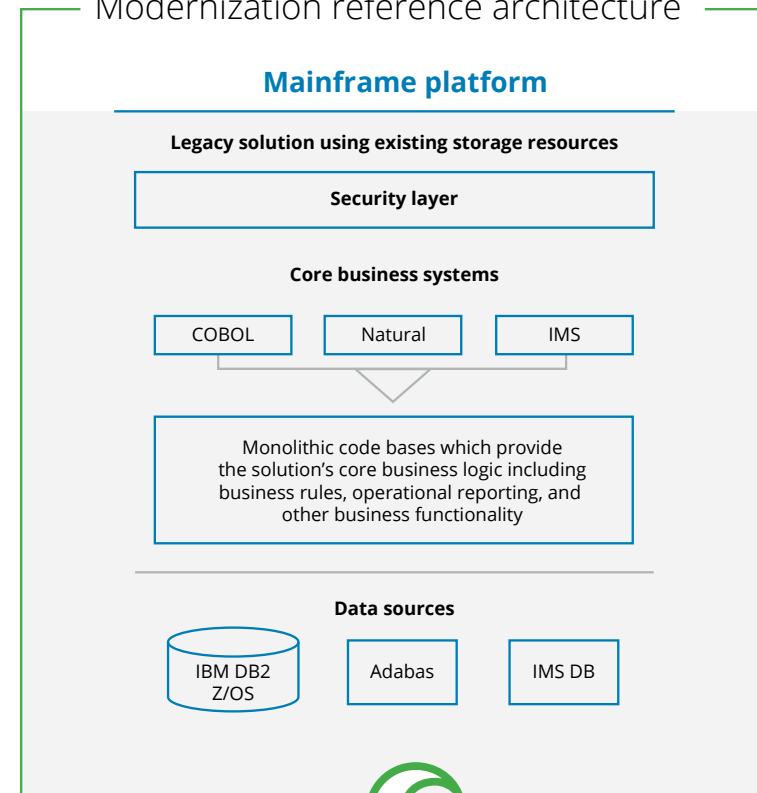 Modernization reference architecture
Mainframe platform
Legacy solution using existing storage resources
Security layer
Core business systems
COBOL
Natural
IMS
Monolithic code bases which provide
the solution’s core business logic including
business rules, operational reporting, and
other business functionality
Data sources
IBM DB2
Z/OS
Adabas
IMS DB